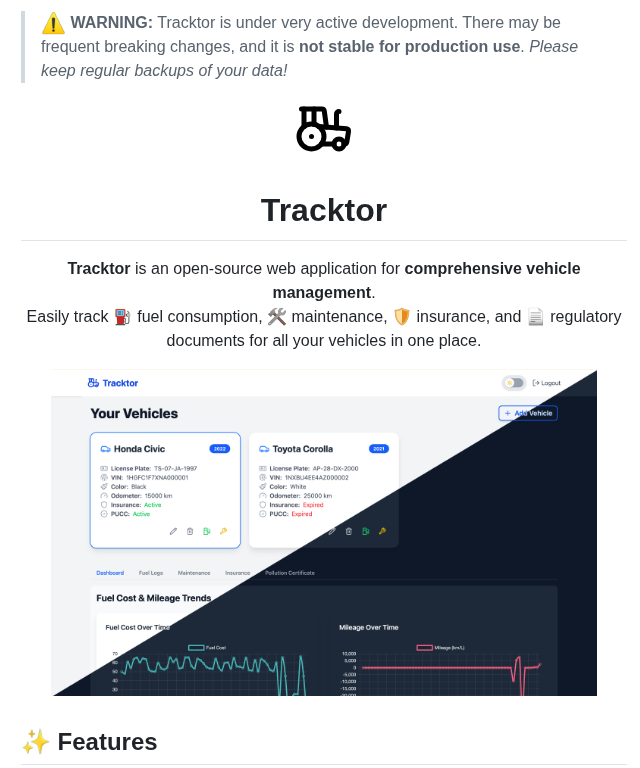 ⚠️ WARNING: Tracktor is under very active development. There may be
frequent breaking changes, and it is not stable for production use. Please
keep regular backups of your data!
Tracktor
Tracktor is an open-source web application for comprehensive vehicle
management.
Easily track ⛽ fuel consumption, 🛠️ maintenance, 🛡️ insurance, and 📄 regulatory
documents for all your vehicles in one place.
Tracktor
Logout
Your Vehicles
+ Add Vehicle
Honda Civic 2022
License Plate: TS-07-JA-1997
VIN: 1HGFC1F7XNA000001
Color: Black
Odometer: 15000 km
Insurance: Active
PUCC: Active
Toyota Corolla 2021
License Plate: AP-28-DX-2000
VIN: 1NXBU4EE4AZ000002
Color: White
Odometer: 25000 km
Insurance: Expired
PUCC: Expired
Dashboard Fuel Logs Maintenance Insurance Pollution Certificate
Fuel Cost & Mileage Trends
Fuel Cost Over Time
Fuel Cost
70
60
50
40
30
Mileage Over Time
Mileage (km/L)
10,000
5,000
0
-5,000
-10,000
-15,000
✨ Features